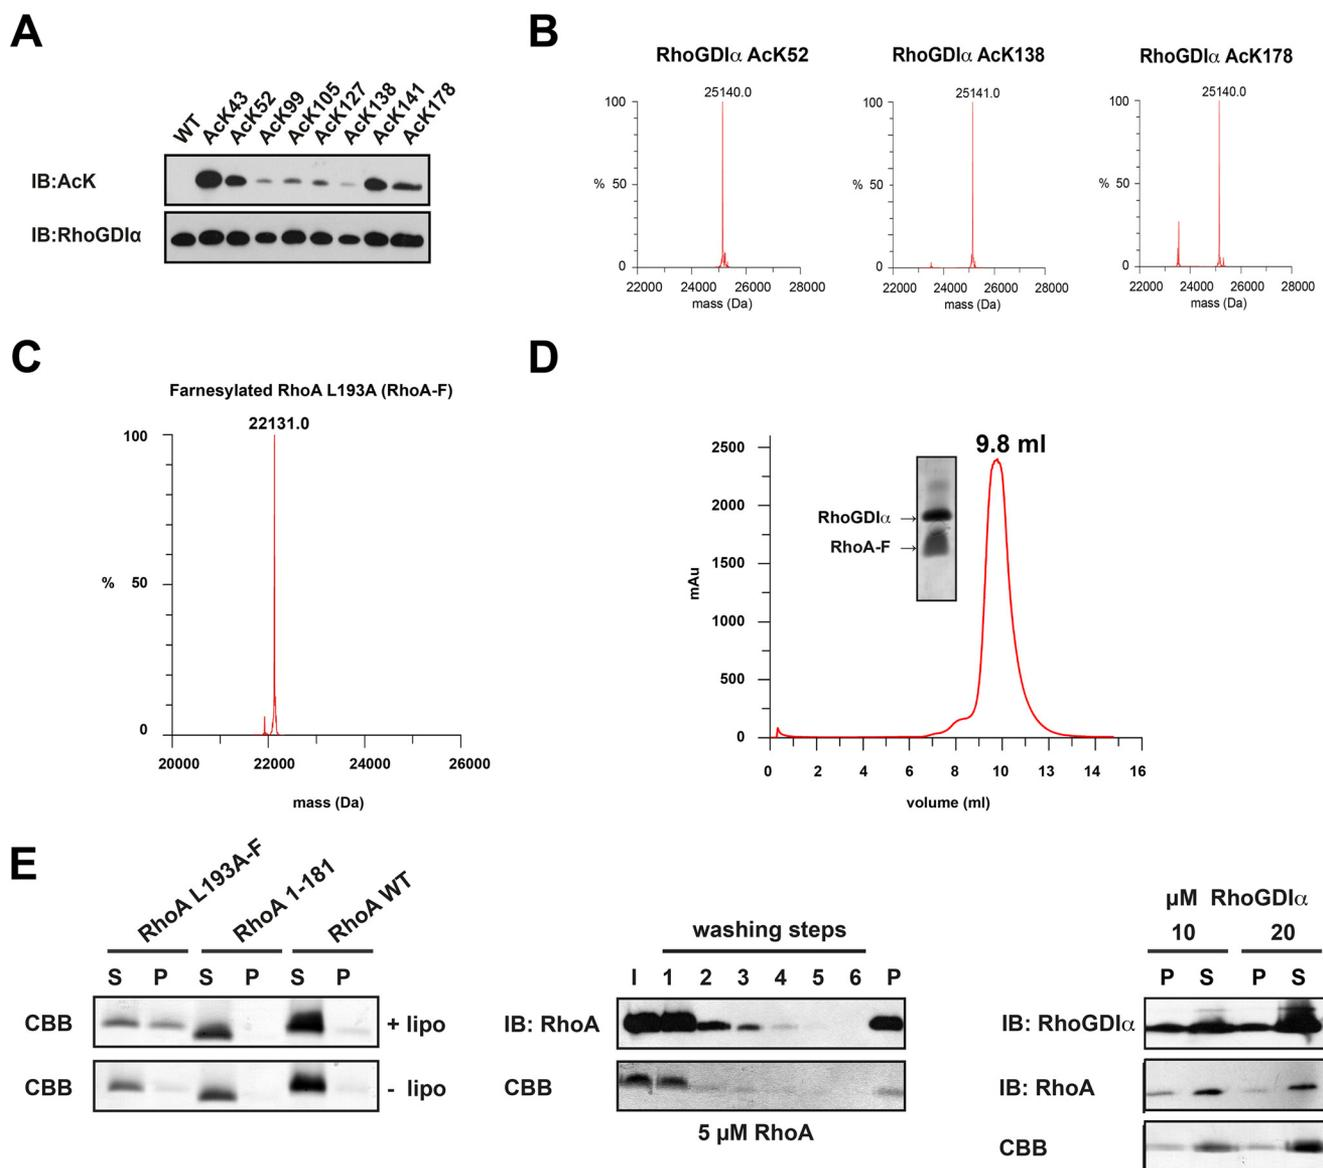 A
WT AcK43 AcK52 AcK99 AcK105 AcK127 AcK138 AcK141 AcK178
IB:AcK
IB:RhoGDIα
B
RhoGDIα AcK52
25140.0
100
% 50
0
22000 24000 26000 28000
mass (Da)
RhoGDIα AcK138
25141.0
100
% 50
0
22000 24000 26000 28000
mass (Da)
RhoGDIα AcK178
25140.0
100
% 50
0
22000 24000 26000 28000
mass (Da)
C
Farnesylated RhoA L193A (RhoA-F)
22131.0
100
% 50
0
20000 22000 24000 26000
mass (Da)
D
9.8 ml
2500
2000
1500
1000
500
0
mAu
RhoGDIα →
RhoA-F →
0 2 4 6 8 10 13 14 16
volume (ml)
E
RhoA L193A-F RhoA 1-181 RhoA WT
S P S P S P
CBB + lipo
CBB - lipo
washing steps
I 1 2 3 4 5 6 P
IB: RhoA
CBB
5 µM RhoA
µM RhoGDIα
10 20
P S P S
IB: RhoGDIα
IB: RhoA
CBB